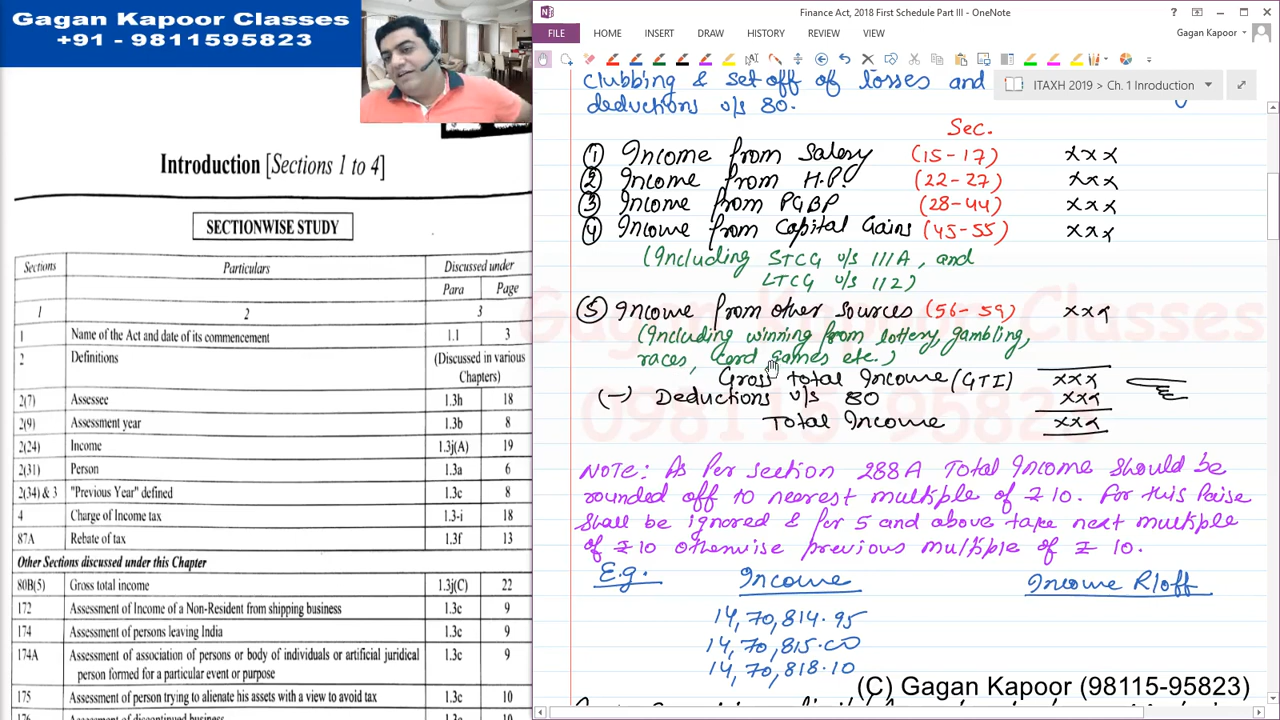 Gagan Kapoor Classes
+91 - 9811595823
Introduction [Sections 1 to 4]
SECTIONWISE STUDY
Sections Particulars Discussed under
Para Page
1 2 3
1 Name of the Act and date of its commencement 1.1 3
2 Definitions (Discussed in various
Chapters)
2(7) Assessee 1.3h 18
2(9) Assessment year 1.3b 8
2(24) Income 1.3j(A) 19
2(31) Person 1.3a 6
2(34) & 3 "Previous Year" defined 1.3c 8
4 Charge of Income tax 1.3-i 18
87A Rebate of tax 1.3f 13
Other Sections discussed under this Chapter
80B(5) Gross total income 1.3j(C) 22
172 Assessment of Income of a Non-Resident from shipping business 1.3c 9
174 Assessment of persons leaving India 1.3c 9
174A Assessment of association of persons or body of individuals or artificial juridical 1.3c 9
person formed for a particular event or purpose
175 Assessment of person trying to alienate his assets with a view to avoid tax 1.3c 10
176 Assessment of discontinued business 1.3c 10
Finance Act, 2018 First Schedule Part III - OneNote
FILE HOME INSERT DRAW HISTORY REVIEW VIEW Gagan Kapoor
ITAXH 2019 > Ch. 1 Inroduction
clubbing & set off of losses and
deductions u/s 80.
Sec.
① Income from Salary (15-17) xxx
② Income from H.P. (22-27) xxx
③ Income from PGBP (28-44) xxx
④ Income from Capital Gains (45-55) xxx
(Including STCG u/s 111A, and
LTCG u/s 112)
⑤ Income from other sources (56-59) xxx
(Including winning from lottery, gambling,
races, card games etc.)
Gross total Income (GTI) xxx
(-) Deductions u/s 80 xxx
Total Income xxx
NOTE: As Per section 288A Total Income should be
rounded off to nearest multiple of ₹ 10. For this Paise
shall be ignored & for 5 and above take next multiple
of ₹ 10 otherwise previous multiple of ₹ 10.
E.g. Income Income R/off
14,70,814.95
14,70,815.00
14,70,818.10
(C) Gagan Kapoor (98115-95823)
Gagan Kapoor Classes
09811595823